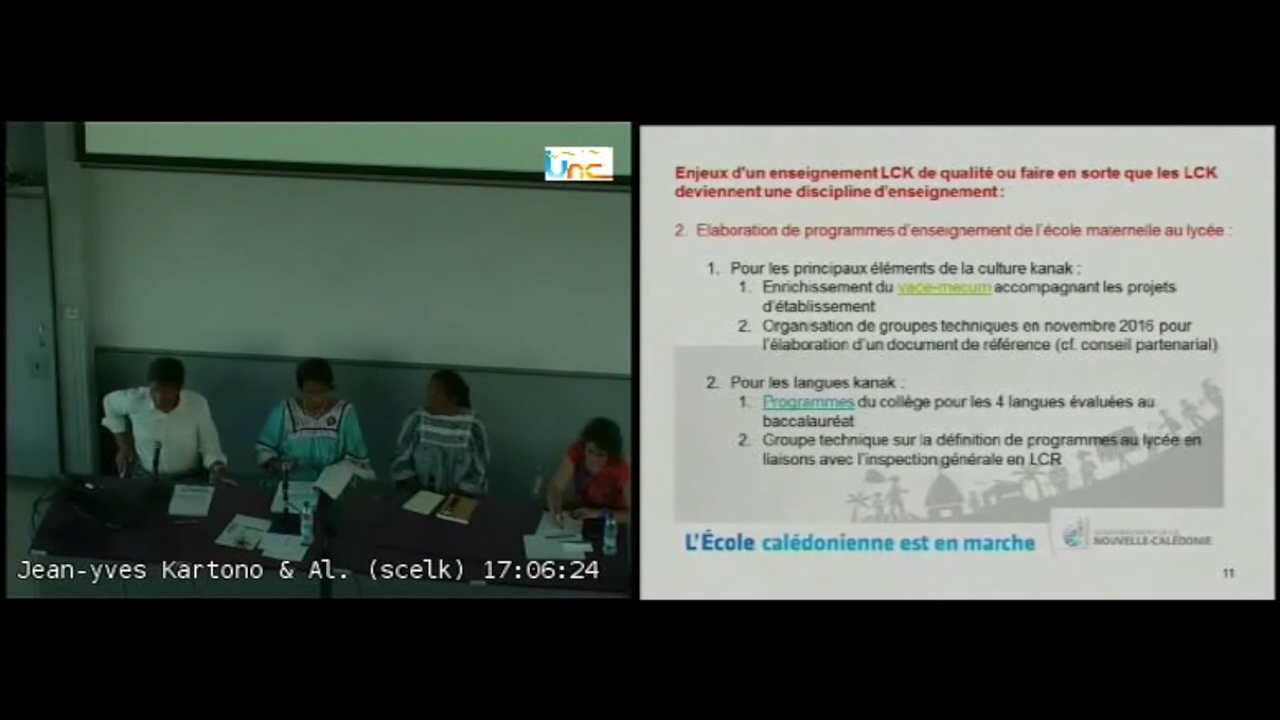 Unc
Jean-yves Kartono & Al. (scelk) 17:06:24
Enjeux d'un enseignement LCK de qualité ou faire en sorte que les LCK
deviennent une discipline d'enseignement :
2. Elaboration de programmes d'enseignement de l'école maternelle au lycée :
1. Pour les principaux éléments de la culture kanak :
1. Enrichissement du vace-mecum accompagnant les projets
d'établissement
2. Organisation de groupes techniques en novembre 2016 pour
l'élaboration d'un document de référence (cf. conseil partenarial)
2. Pour les langues kanak :
1. Programmes du collège pour les 4 langues évaluées au
baccalauréat
2. Groupe technique sur la définition de programmes au lycée en
liaisons avec l'inspection générale en LCR
L'École calédonienne est en marche
GOUVERNEMENT DE LA
NOUVELLE-CALÉDONIE
11